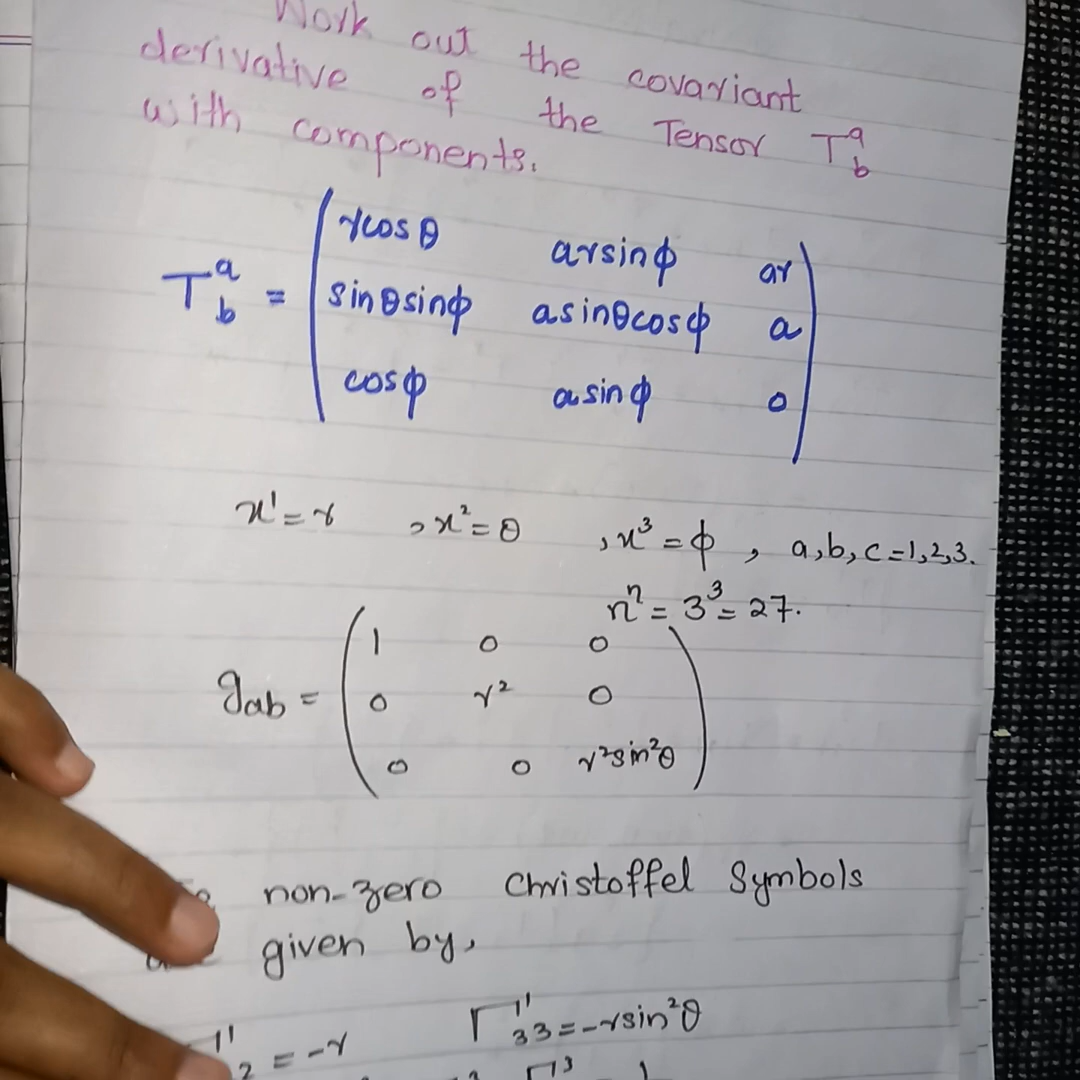 Work out the covariant
derivative of the Tensor T^a_b
with components.
T^a_b = ( rcosθ arsinϕ ar
sinθsinϕ asinθcosϕ a
cosϕ asinϕ 0 )
x^1 = r , x^2 = θ , x^3 = ϕ , a,b,c = 1,2,3.
n^n = 3^3 = 27.
g_ab = ( 1 0 0
0 r^2 0
0 0 r^2sin^2θ )
non-zero Christoffel Symbols
given by,
= -r Γ^1_33 = -rsin^2θ